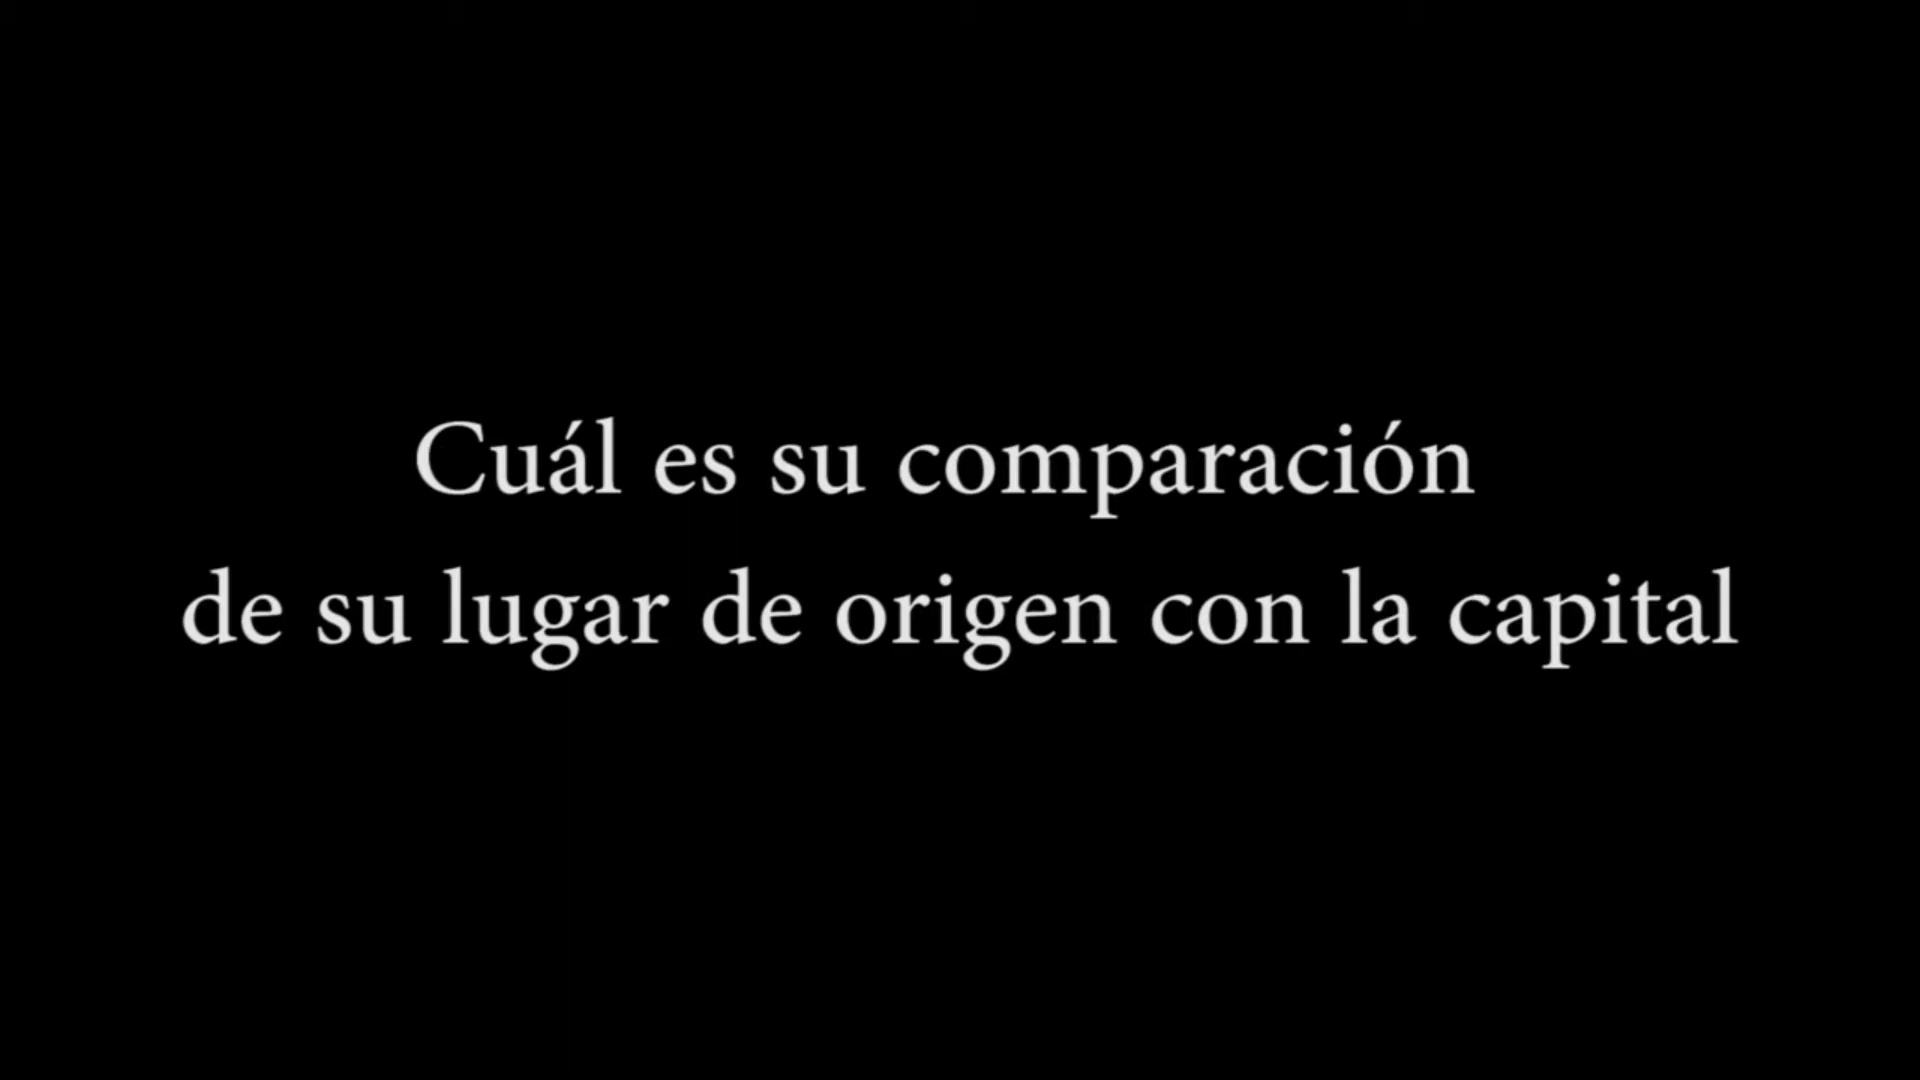 Cuál es su comparación
de su lugar de origen con la capital